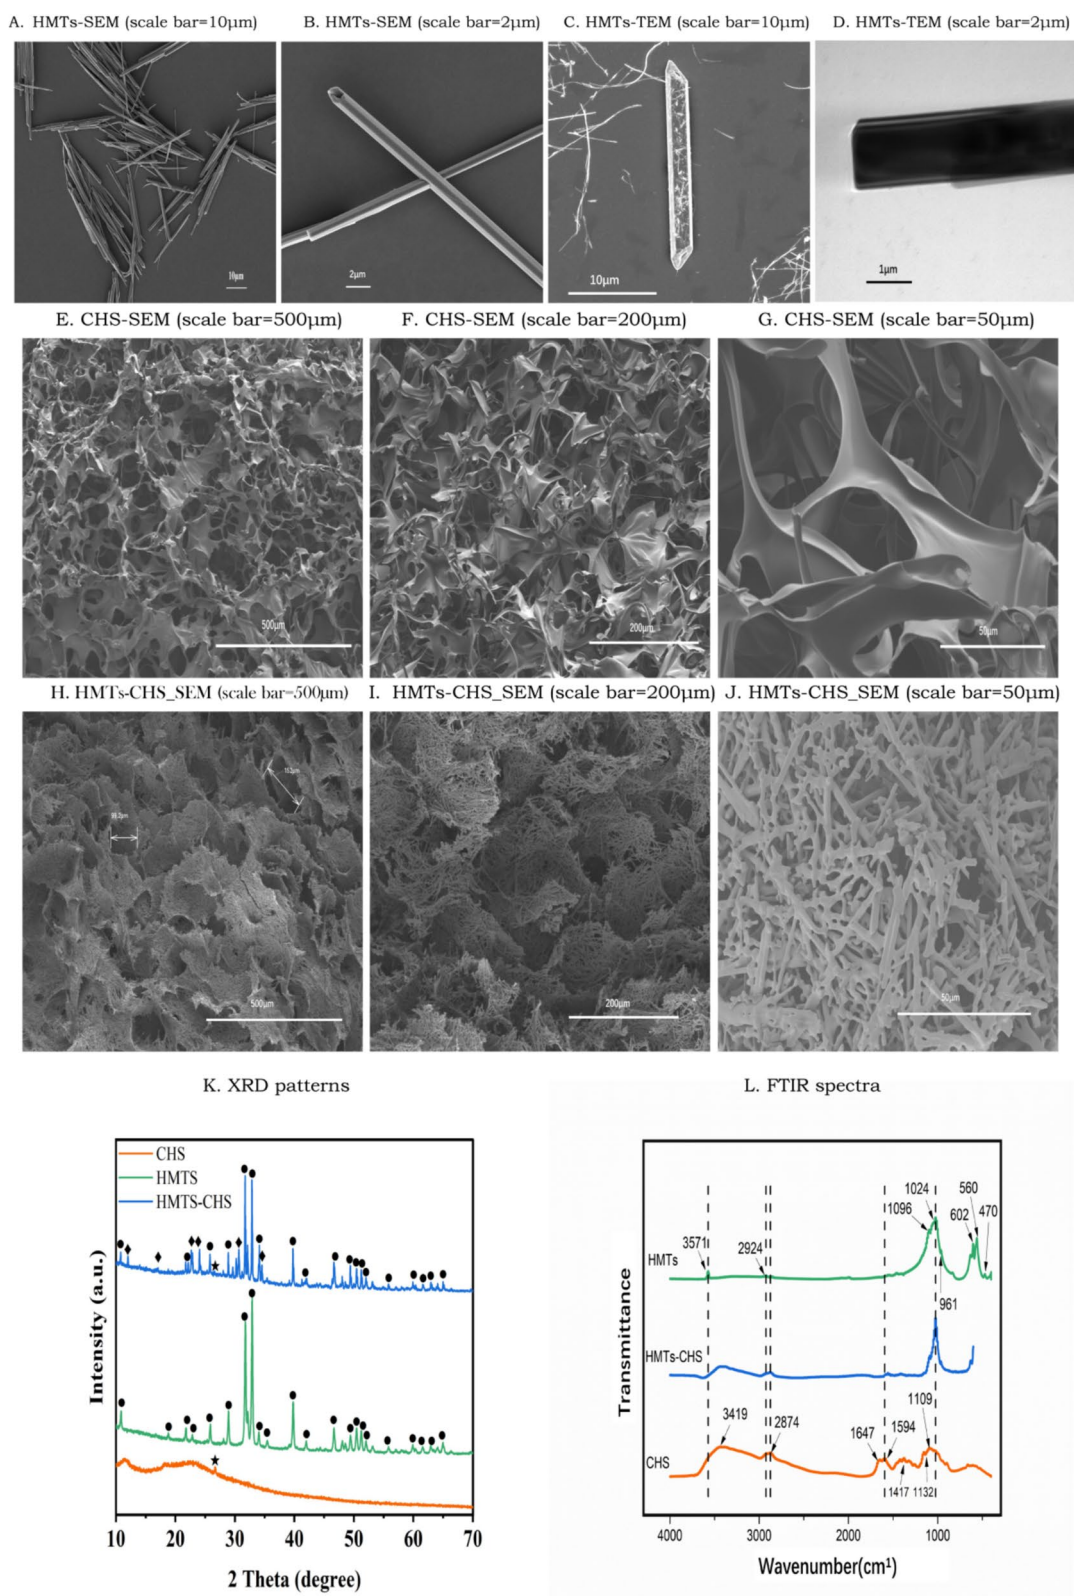 A. HMTs-SEM (scale bar=10μm) B. HMTs-SEM (scale bar=2μm) C. HMTs-TEM (scale bar=10μm) D. HMTs-TEM (scale bar=2μm)
10μm
2μm
10μm
1μm
E. CHS-SEM (scale bar=500μm) F. CHS-SEM (scale bar=200μm) G. CHS-SEM (scale bar=50μm)
500μm
200μm
50μm
H. HMTs-CHS_SEM (scale bar=500μm) I. HMTs-CHS_SEM (scale bar=200μm) J. HMTs-CHS_SEM (scale bar=50μm)
500μm
200μm
50μm
K. XRD patterns
CHS
HMTS
HMTS-CHS
Intensity (a.u.)
10 20 30 40 50 60 70
2 Theta (degree)
L. FTIR spectra
1024
560
1096
602
470
3571
2924
HMTs
961
HMTs-CHS
1109
3419
2874
1647
1594
CHS
1417
1132
Transmittance
4000 3000 2000 1000
Wavenumber(cm¹)